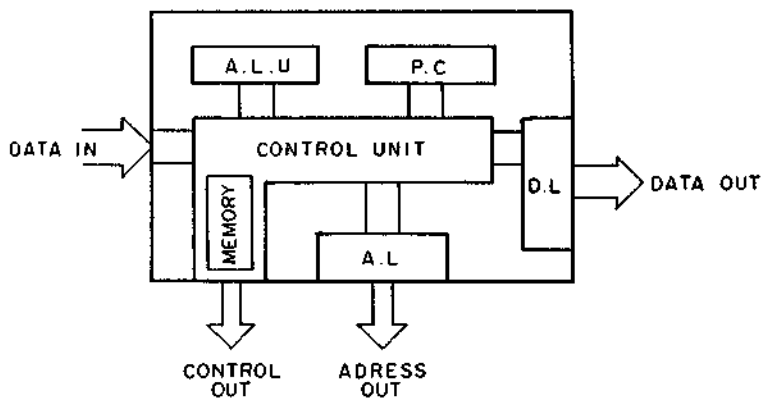 A.L.U
P.C
DATA IN
CONTROL UNIT
D.L
DATA OUT
MEMORY
A.L
CONTROL
OUT
ADRESS
OUT